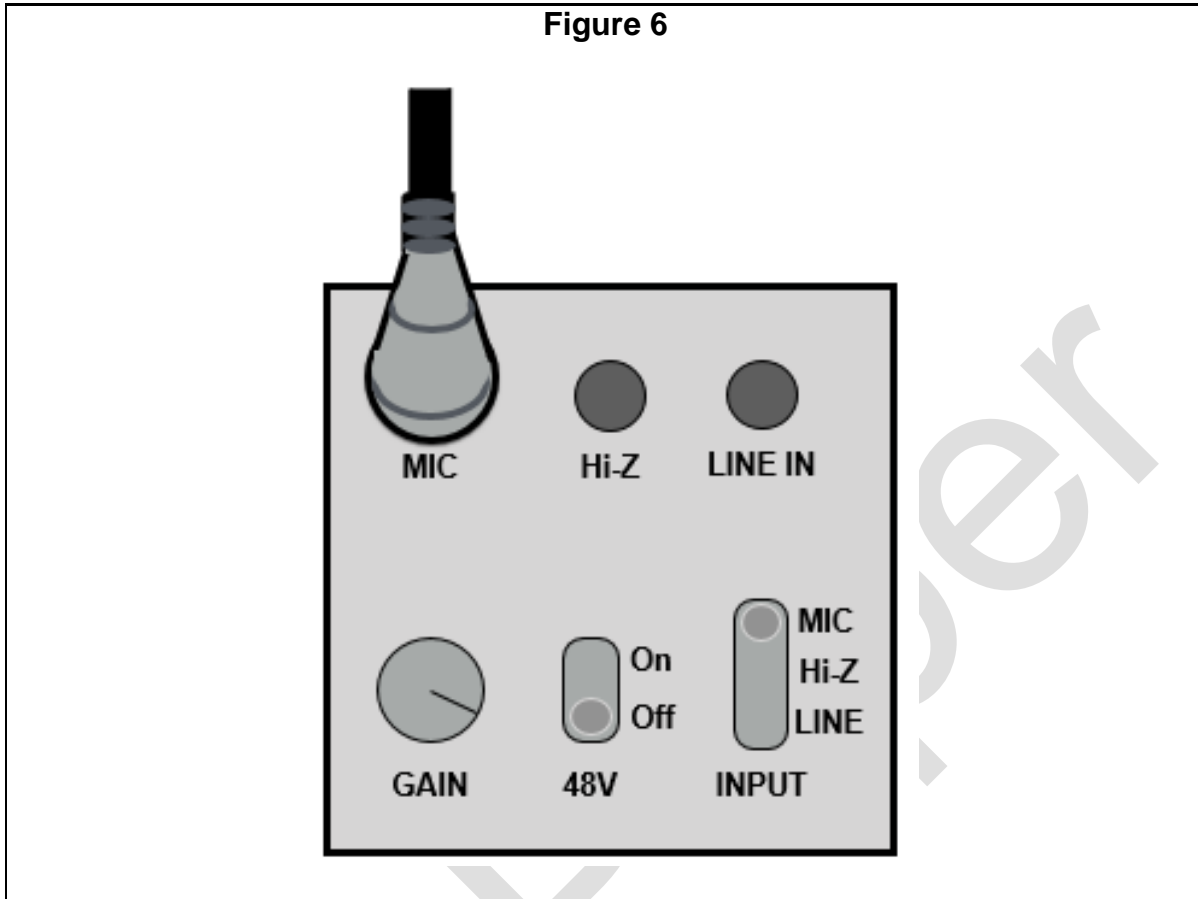 Figure 6
MIC Hi-Z LINE IN
MIC
On Hi-Z
Off LINE
GAIN 48V INPUT